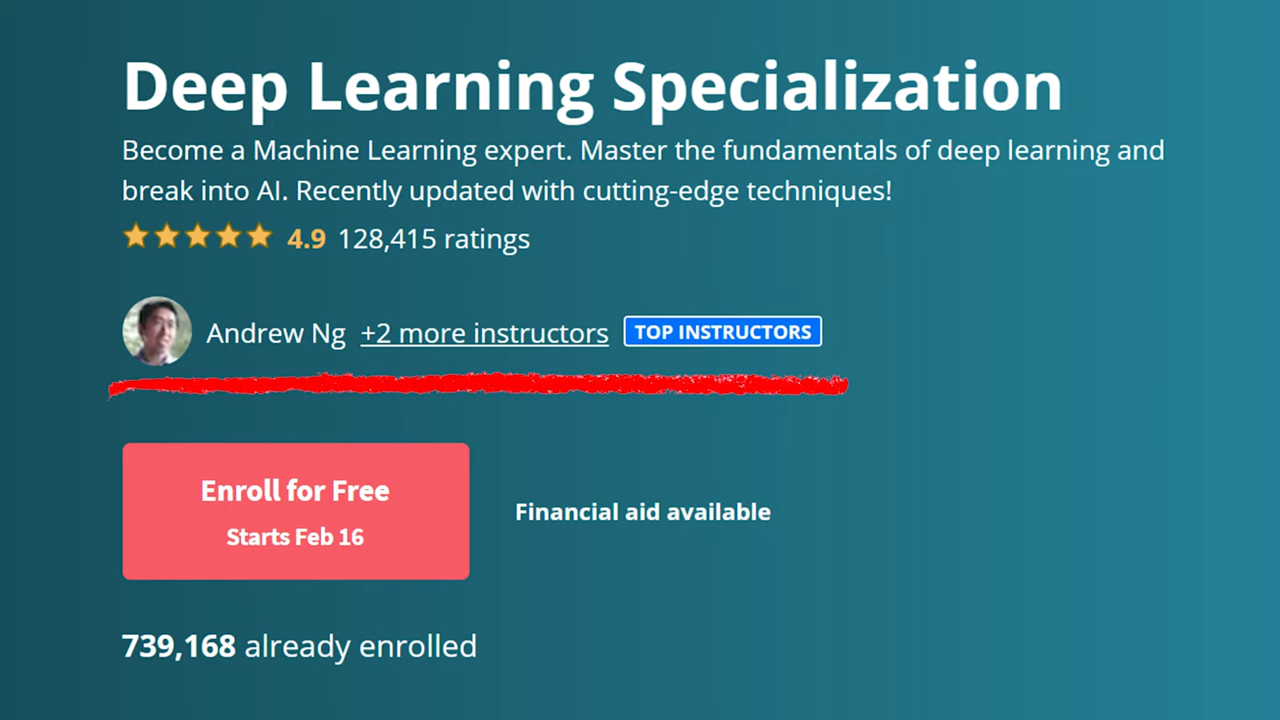 Deep Learning Specialization
Become a Machine Learning expert. Master the fundamentals of deep learning and
break into AI. Recently updated with cutting-edge techniques!
4.9 128,415 ratings
Andrew Ng +2 more instructors TOP INSTRUCTORS
Enroll for Free
Starts Feb 16
Financial aid available
739,168 already enrolled